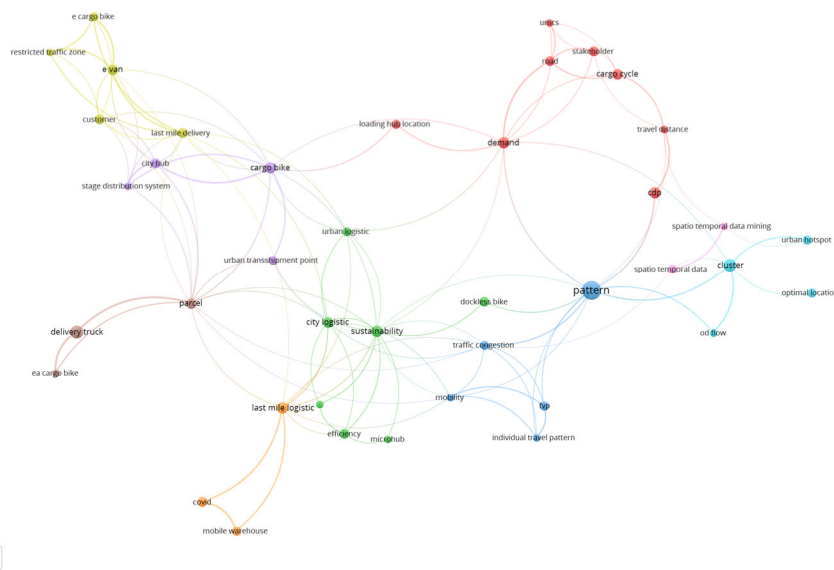 e cargo bike
umcs
restricted traffic zone
stakeholder
road
e van
cargo cycle
customer
loading hub location
last mile delivery
travel distance
demand
city hub
cargo bike
stage distribution system
cdp
urban logistic
spatio temporal data mining
urban hotspot
urban transshipment point
cluster
spatio temporal data
pattern
optimal locatio
parcel
dockless bike
city logistic
delivery truck
sustainability
od flow
traffic congestion
ea cargo bike
mobility
last mile logistic
fvp
efficiency
microhub
individual travel pattern
covid
mobile warehouse